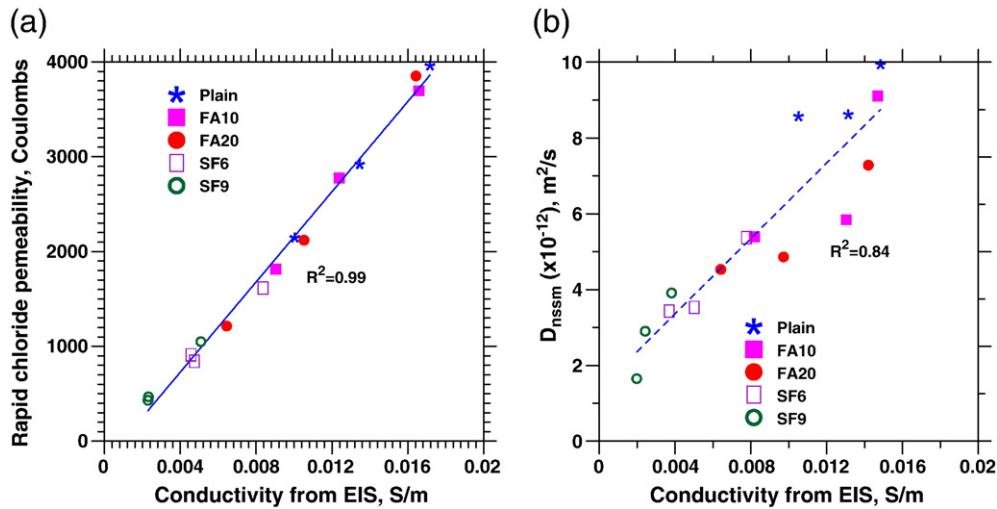 (a)
Rapid chloride pemeability, Coulombs
4000
3000
2000
1000
0
Plain
FA10
FA20
SF6
SF9
R²=0.99
0 0.004 0.008 0.012 0.016 0.02
Conductivity from EIS, S/m
(b)
Dnssm (x10⁻¹²), m²/s
10
8
6
4
2
0
R²=0.84
Plain
FA10
FA20
SF6
SF9
0 0.004 0.008 0.012 0.016 0.02
Conductivity from EIS, S/m